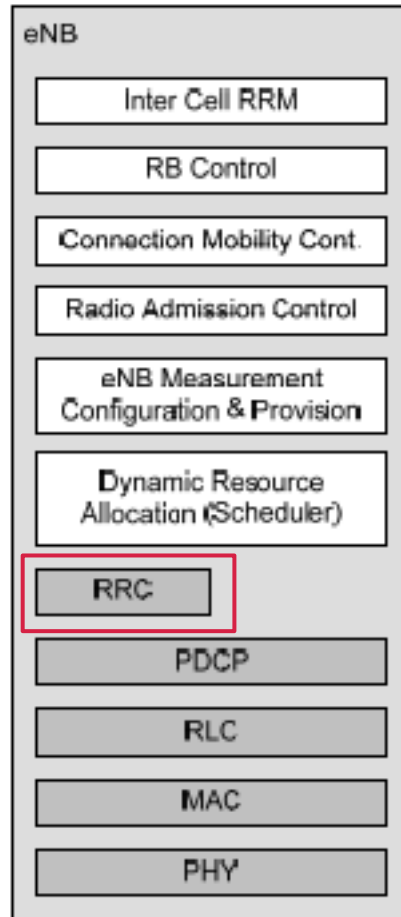 eNB
Inter Cell RRM
RB Control
Connection Mobility Cont.
Radio Admission Control
eNB Measurement
Configuration & Provision
Dynamic Resource
Allocation (Scheduler)
RRC
PDCP
RLC
MAC
PHY